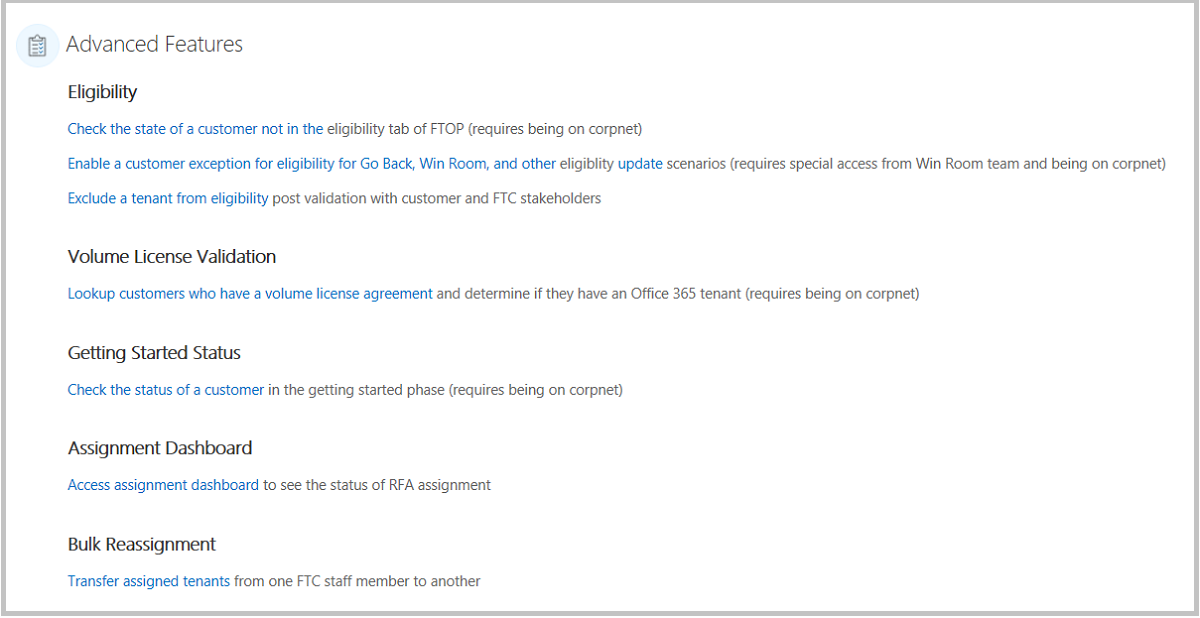 Advanced Features
Eligibility
Check the state of a customer not in the eligibility tab of FTOP (requires being on corpnet)
Enable a customer exception for eligibility for Go Back, Win Room, and other eligiblity update scenarios (requires special access from Win Room team and being on corpnet)
Exclude a tenant from eligibility post validation with customer and FTC stakeholders
Volume License Validation
Lookup customers who have a volume license agreement and determine if they have an Office 365 tenant (requires being on corpnet)
Getting Started Status
Check the status of a customer in the getting started phase (requires being on corpnet)
Assignment Dashboard
Access assignment dashboard to see the status of RFA assignment
Bulk Reassignment
Transfer assigned tenants from one FTC staff member to another